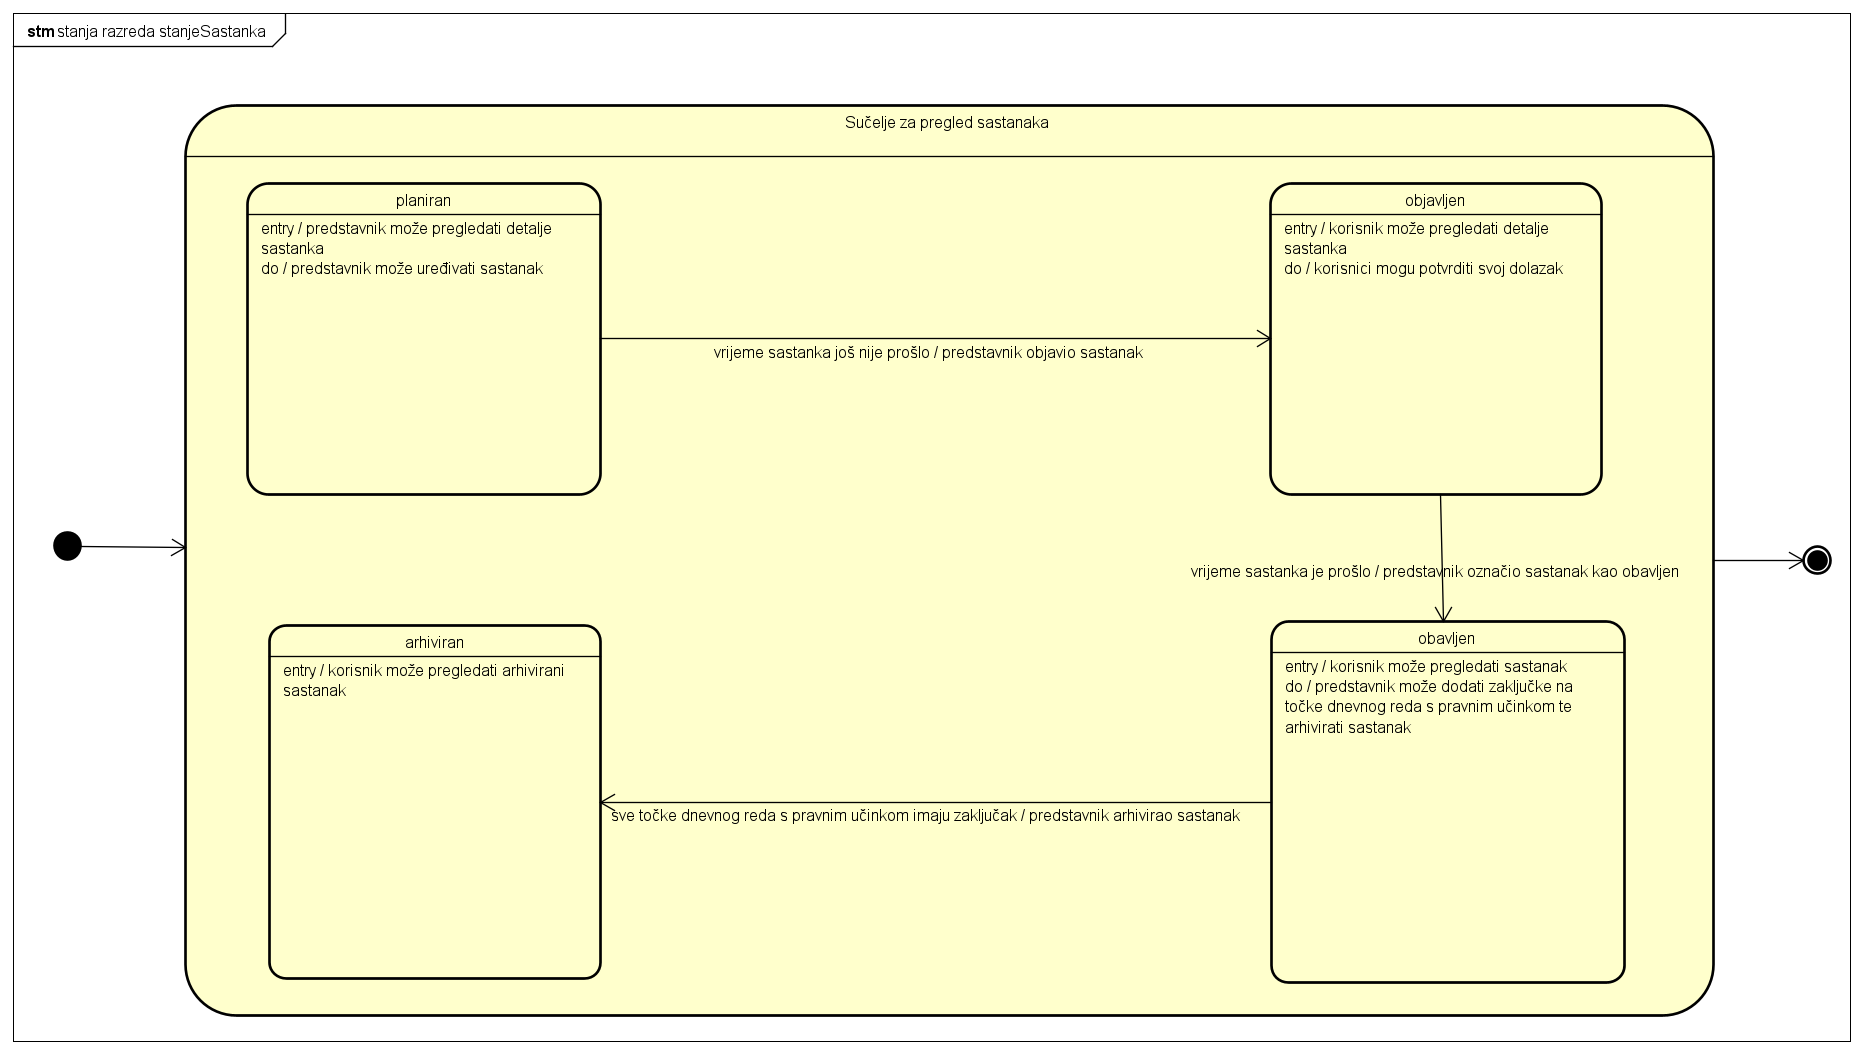 stm stanja razreda stanjeSastanka
Sučelje za pregled sastanaka
planiran
entry / predstavnik može pregledati detalje
sastanka
do / predstavnik može uređivati sastanak
objavljen
entry / korisnik može pregledati detalje
sastanka
do / korisnici mogu potvrditi svoj dolazak
vrijeme sastanka još nije prošlo / predstavnik objavio sastanak
vrijeme sastanka je prošlo / predstavnik označio sastanak kao obavljen
arhiviran
entry / korisnik može pregledati arhivirani
sastanak
obavljen
entry / korisnik može pregledati sastanak
do / predstavnik može dodati zaključke na
točke dnevnog reda s pravnim učinkom te
arhivirati sastanak
sve točke dnevnog reda s pravnim učinkom imaju zaključak / predstavnik arhivirao sastanak